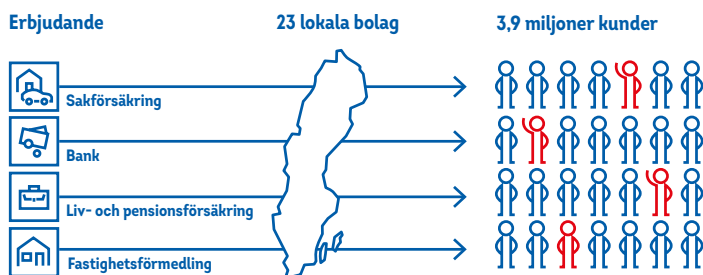 Erbjudande
23 lokala bolag
3,9 miljoner kunder
Sakförsäkring
Bank
Liv- och pensionsförsäkring
Fastighetsförmedling